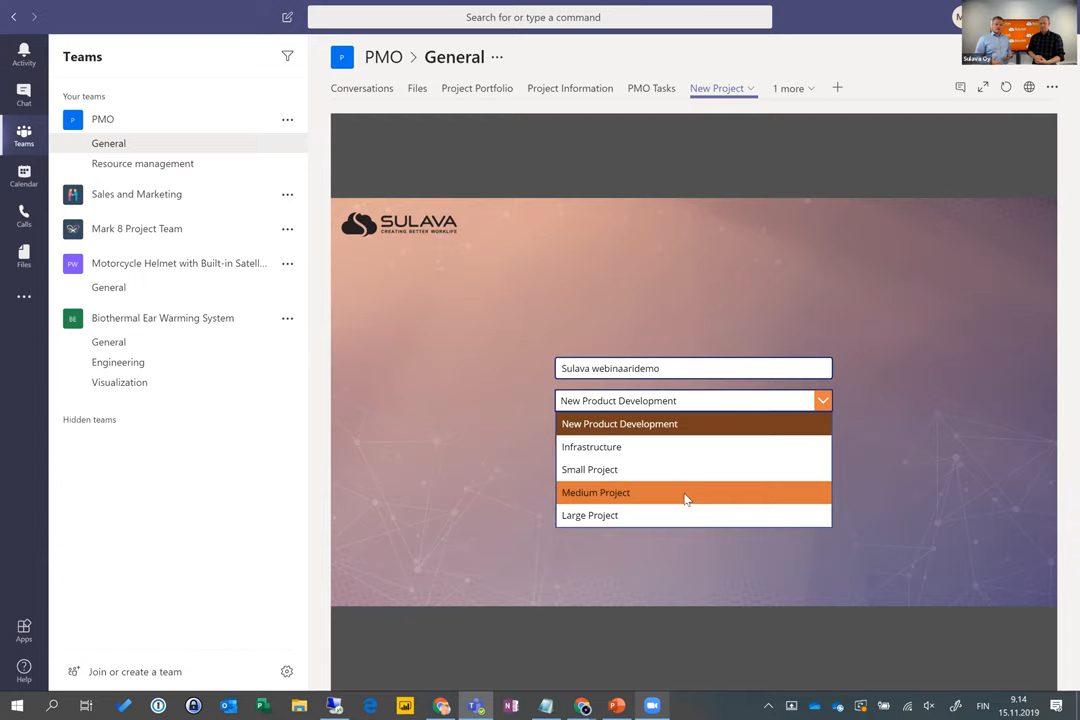 Search for or type a command
Sulava Oy
Activity
Chat
Teams
Calendar
Calls
Files
Apps
Help
Teams
Your teams
P
PMO
General
Resource management
Sales and Marketing
Mark 8 Project Team
PW
Motorcycle Helmet with Built-in Satell...
General
BE
Biothermal Ear Warming System
General
Engineering
Visualization
Hidden teams
Join or create a team
P
PMO > General
Conversations
Files
Project Portfolio
Project Information
PMO Tasks
New Project
1 more
SULAVA
CREATING BETTER WORKLIFE
Sulava webinaaridemo
New Product Development
New Product Development
Infrastructure
Small Project
Medium Project
Large Project
FIN
9.14
15.11.2019